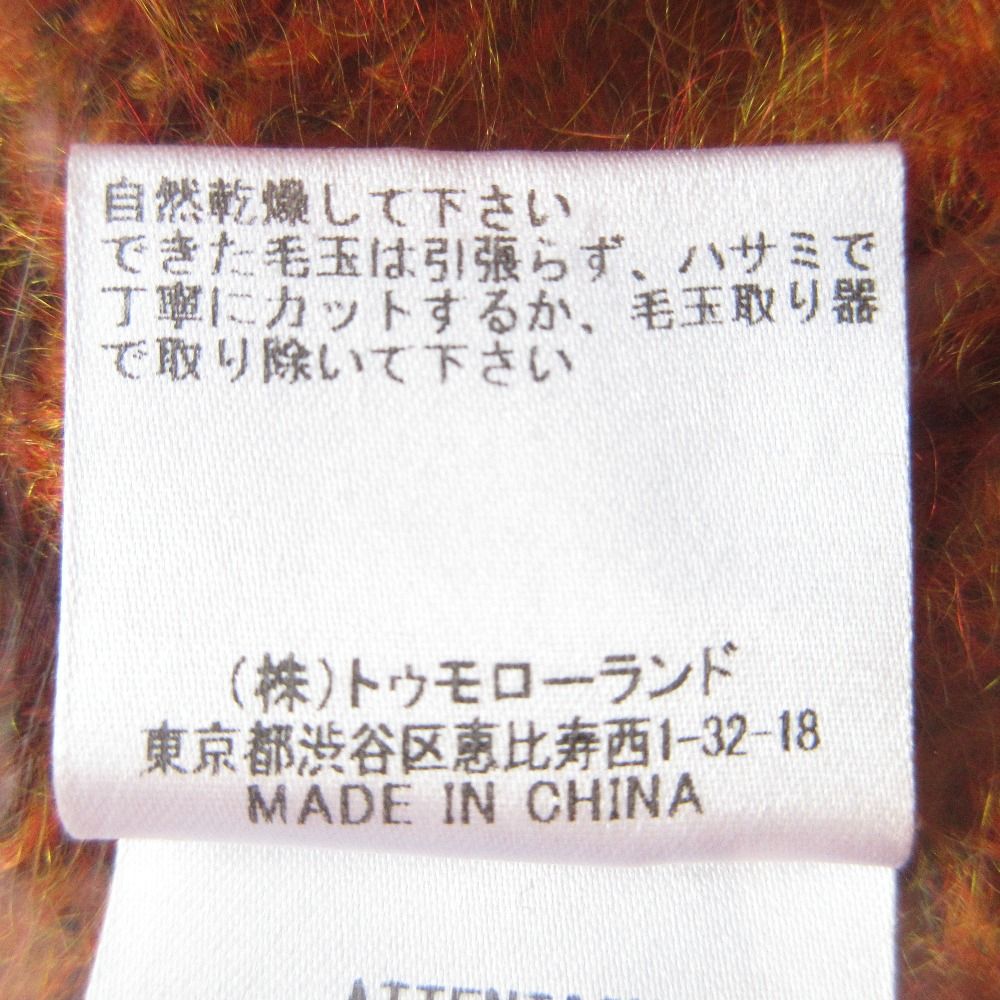 自然乾燥して下さい
できた毛玉は引張らず、ハサミで
丁寧にカットするか、毛玉取り器
で取り除いて下さい
(株)トゥモローランド
東京都渋谷区恵比寿西1-32-18
MADE IN CHINA